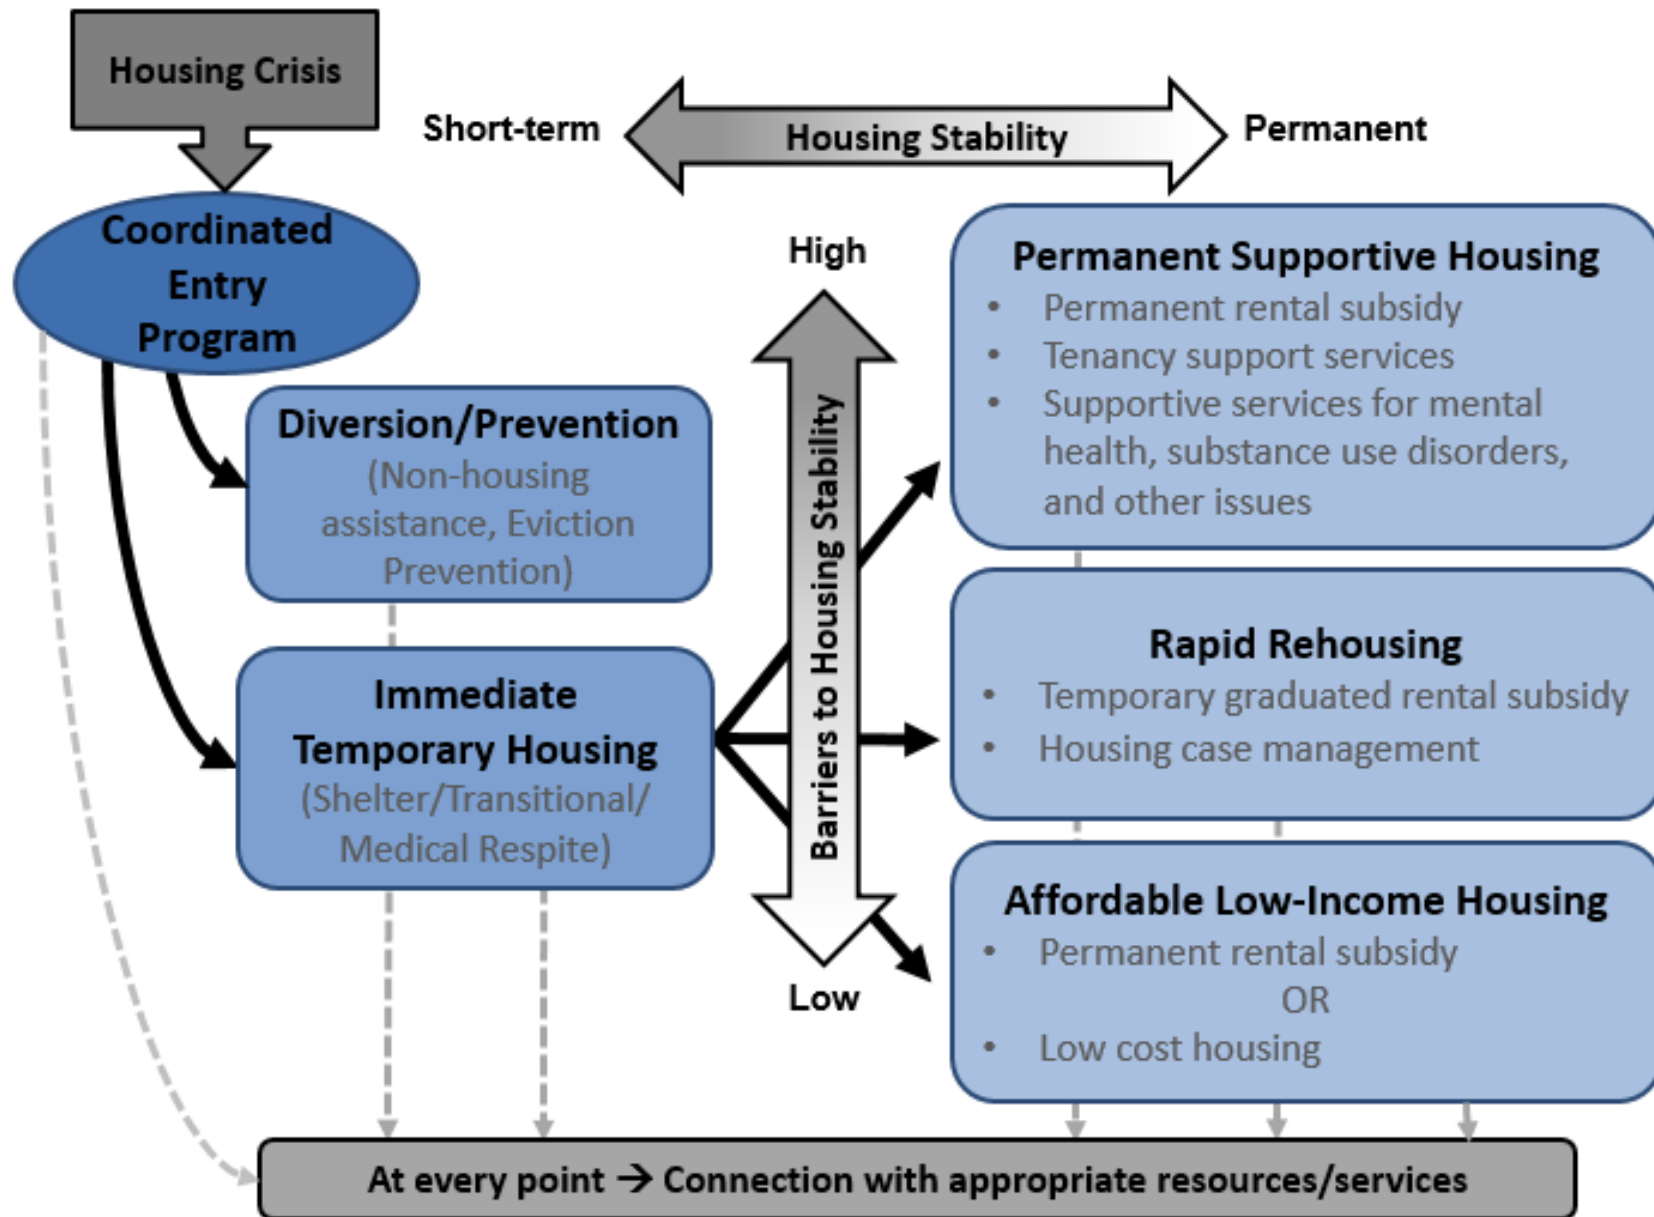 Housing Crisis
Short-term
Housing Stability
Permanent
Coordinated
Entry
Program
High
Barriers to Housing Stability
Low
Diversion/Prevention
(Non-housing
assistance, Eviction
Prevention)
Immediate
Temporary Housing
(Shelter/Transitional/
Medical Respite)
Permanent Supportive Housing
• Permanent rental subsidy
• Tenancy support services
• Supportive services for mental
health, substance use disorders,
and other issues
Rapid Rehousing
• Temporary graduated rental subsidy
• Housing case management
Affordable Low-Income Housing
• Permanent rental subsidy
OR
• Low cost housing
At every point → Connection with appropriate resources/services